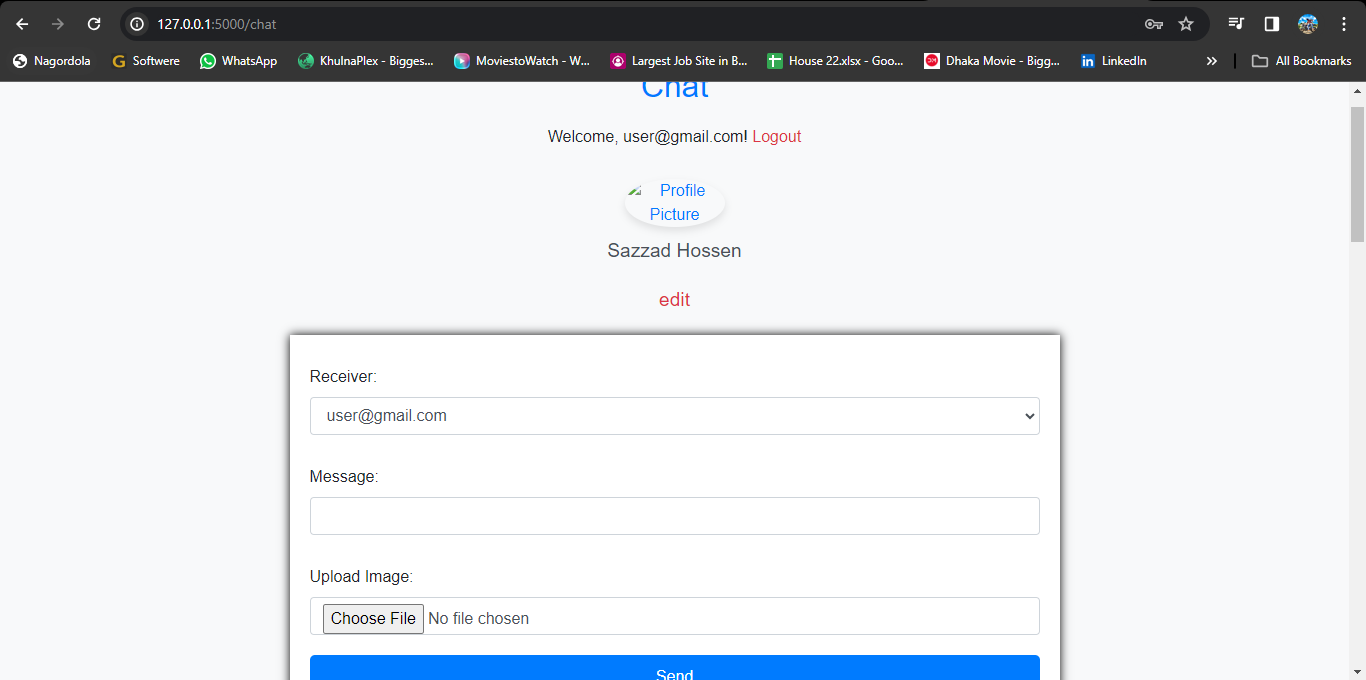 127.0.0.1:5000/chat
Nagordola Softwere WhatsApp KhulnaPlex - Bigges... MoviestoWatch - W... Largest Job Site in B... House 22.xlsx - Goo... Dhaka Movie - Bigg... LinkedIn » All Bookmarks
Chat
Welcome, user@gmail.com! Logout
Profile
Picture
Sazzad Hossen
edit
Receiver:
user@gmail.com
Message:
Upload Image:
Choose File No file chosen
Send